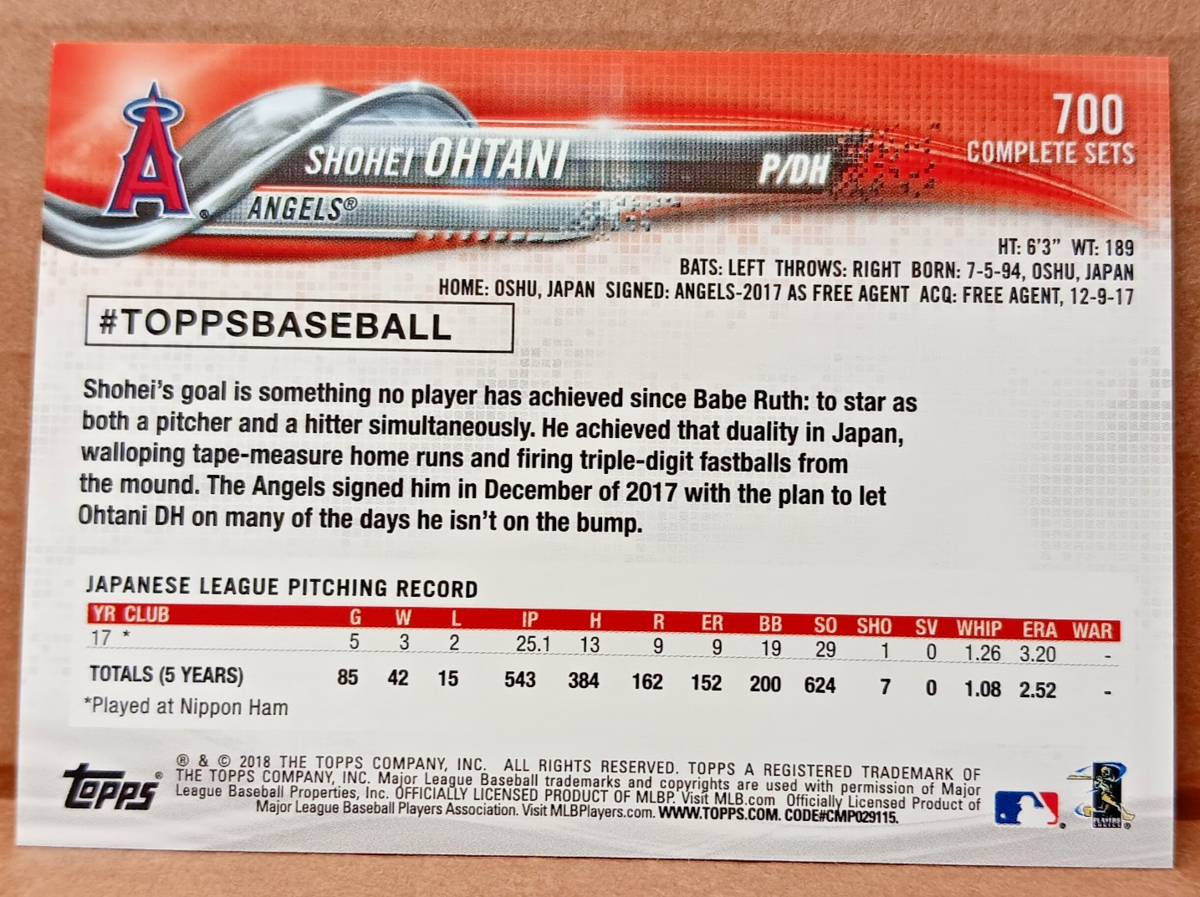 A
®
SHOHEI OHTANI
P/DH
700
COMPLETE SETS
ANGELS®
HT: 6'3" WT: 189
BATS: LEFT THROWS: RIGHT BORN: 7-5-94, OSHU, JAPAN
HOME: OSHU, JAPAN SIGNED: ANGELS-2017 AS FREE AGENT ACQ: FREE AGENT, 12-9-17
#TOPPSBASEBALL
Shohei's goal is something no player has achieved since Babe Ruth: to star as
both a pitcher and a hitter simultaneously. He achieved that duality in Japan,
walloping tape-measure home runs and firing triple-digit fastballs from
the mound. The Angels signed him in December of 2017 with the plan to let
Ohtani DH on many of the days he isn't on the bump.
JAPANESE LEAGUE PITCHING RECORD
YR CLUB G W L IP H R ER BB SO SHO SV WHIP ERA WAR
17 * 5 3 2 25.1 13 9 9 19 29 1 0 1.26 3.20 -
TOTALS (5 YEARS) 85 42 15 543 384 162 152 200 624 7 0 1.08 2.52 -
*Played at Nippon Ham
Topps®
® & © 2018 THE TOPPS COMPANY, INC. ALL RIGHTS RESERVED. TOPPS A REGISTERED TRADEMARK OF
THE TOPPS COMPANY, INC. Major League Baseball trademarks and copyrights are used with permission of Major
League Baseball Properties, Inc. OFFICIALLY LICENSED PRODUCT OF MLBP. Visit MLB.com Officially Licensed Product of
Major League Baseball Players Association. Visit MLBPlayers.com. WWW.TOPPS.COM. CODE#CMP029115.
PLAYERS
CHOICE